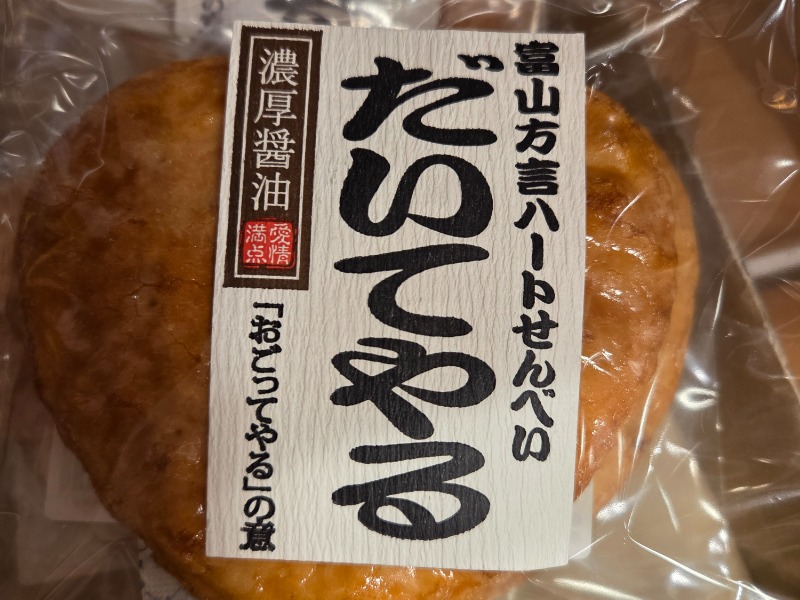 富山方言ハートせんべい
だいてやる
濃厚醤油
愛情
満点
「おごってやる」の意